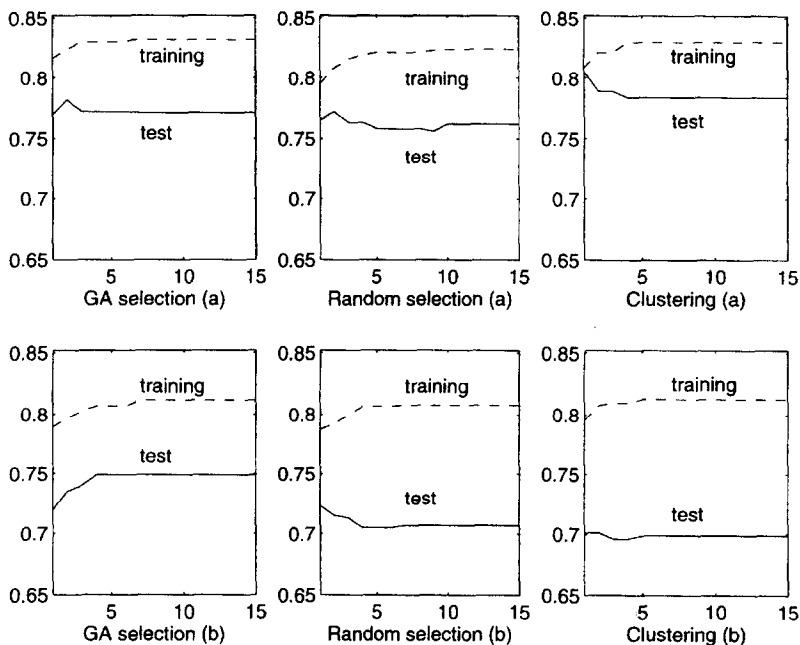 0.85
0.8
0.75
0.7
0.65
training
test
5 10 15
GA selection (a)
0.85
0.8
0.75
0.7
0.65
training
test
5 10 15
Random selection (a)
0.85
0.8
0.75
0.7
0.65
training
test
5 10 15
Clustering (a)
0.85
0.8
0.75
0.7
0.65
training
test
5 10 15
GA selection (b)
0.85
0.8
0.75
0.7
0.65
training
test
5 10 15
Random selection (b)
0.85
0.8
0.75
0.7
0.65
training
test
5 10 15
Clustering (b)